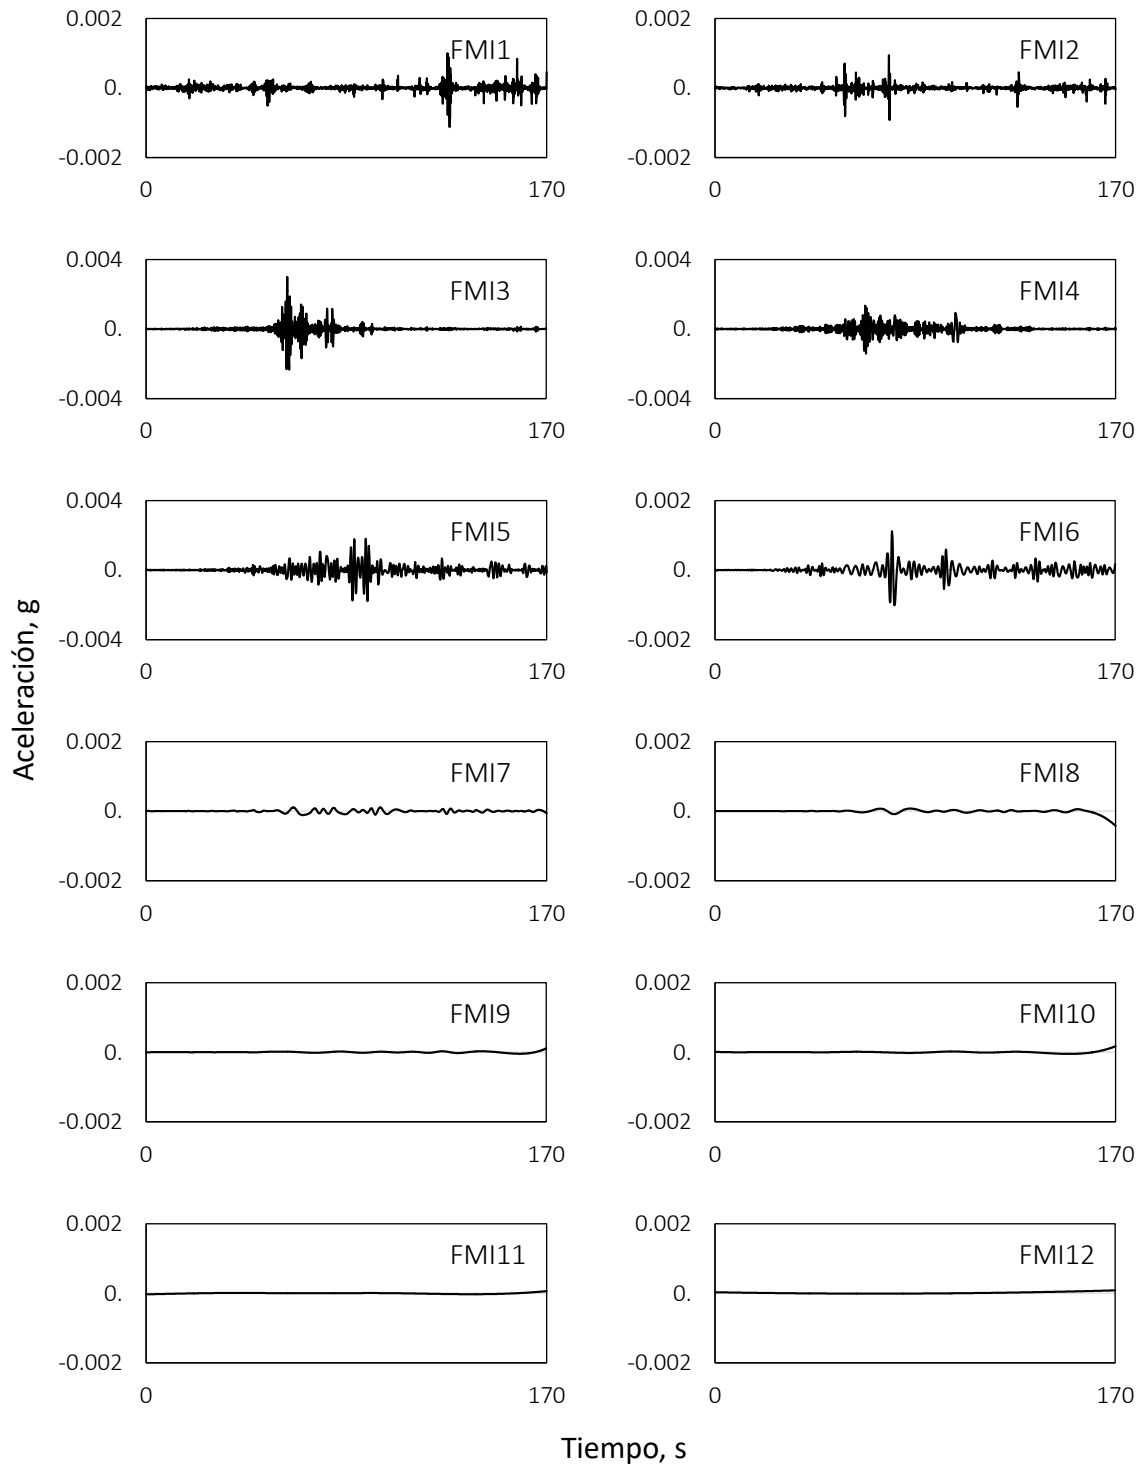 0.002 0.002
FMI1 FMI2
0. 0.
-0.002 -0.002
0 170 0 170
0.004 0.004
FMI3 FMI4
0. 0.
-0.004 -0.004
0 170 0 170
0.004 0.002
FMI5 FMI6
0. 0.
-0.004 -0.002
0 170 0 170
Aceleración, g
0.002 0.002
FMI7 FMI8
0. 0.
-0.002 -0.002
0 170 0 170
0.002 0.002
FMI9 FMI10
0. 0.
-0.002 -0.002
0 170 0 170
0.002 0.002
FMI11 FMI12
0. 0.
-0.002 -0.002
0 170 0 170
Tiempo, s